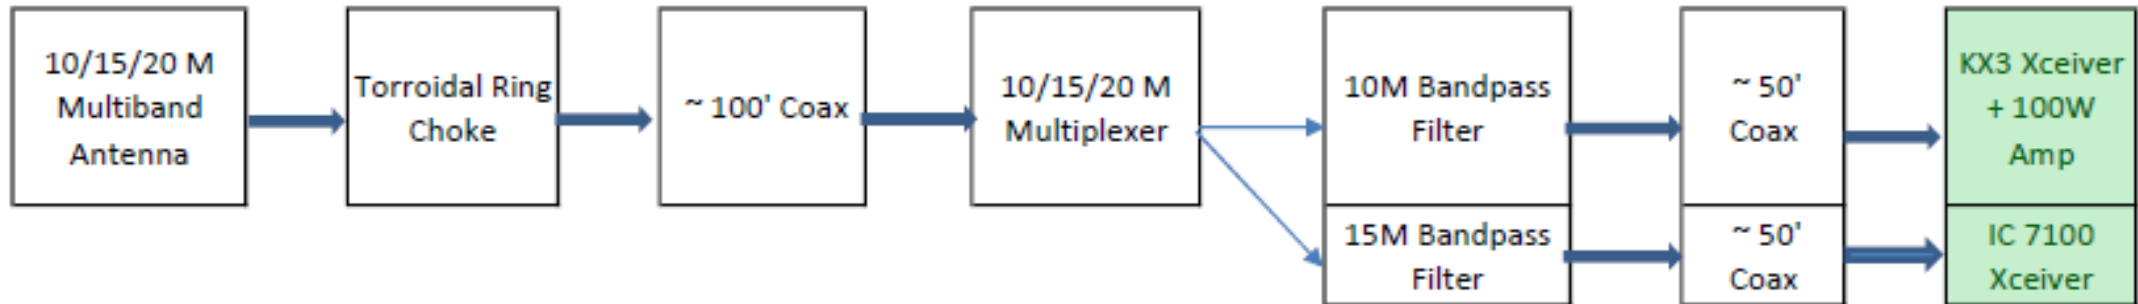 10/15/20 M
Multiband
Antenna
Torroidal Ring
Choke
~ 100' Coax
10/15/20 M
Multiplexer
10M Bandpass
Filter
~ 50'
Coax
KX3 Xceiver
+ 100W
Amp
15M Bandpass
Filter
~ 50'
Coax
IC 7100
Xceiver